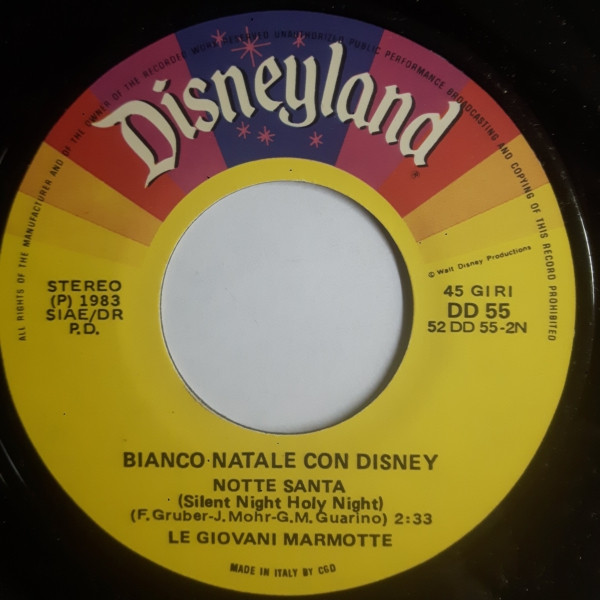 ALL RIGHTS OF THE MANUFACTURER AND OF THE OWNER OF THE RECORDED WORK RESERVED UNAUTHORIZED PUBLIC PERFORMANCE BROADCASTING AND COPYING OF THIS RECORD PROHIBITED
Disneyland
®
© Walt Disney Productions
STEREO
(P) 1983
SIAE/DR
P.D.
45 GIRI
DD 55
52 DD 55-2N
BIANCO NATALE CON DISNEY
NOTTE SANTA
(Silent Night Holy Night)
(F. Gruber-J. Mohr-G.M. Guarino) 2:33
LE GIOVANI MARMOTTE
MADE IN ITALY BY CGD